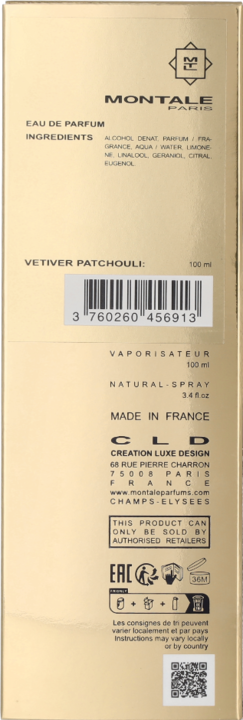 MONTALE
PARIS
EAU DE PARFUM
INGREDIENTS
ALCOHOL DENAT, PARFUM / FRA-
GRANCE, AQUA / WATER, LIMONE-
NE, LINALOOL, GERANIOL, CITRAL,
EUGENOL.
VETIVER PATCHOULI: 100 ml
3 760260 456913
VAPORISATEUR
100 ml
NATURAL-SPRAY
3.4 fl.oz
MADE IN FRANCE
CLD
CREATION LUXE DESIGN
68 RUE PIERRE CHARRON
75008 PARIS
FRANCE
www.montaleparfums.com
CHAMPS-ELYSEES
THIS PRODUCT CAN
ONLY BE SOLD BY
AUTHORISED RETAILERS
EAC
36M
Les consignes de tri peuvent
varier localement et par pays
Instructions may vary locally
or by country